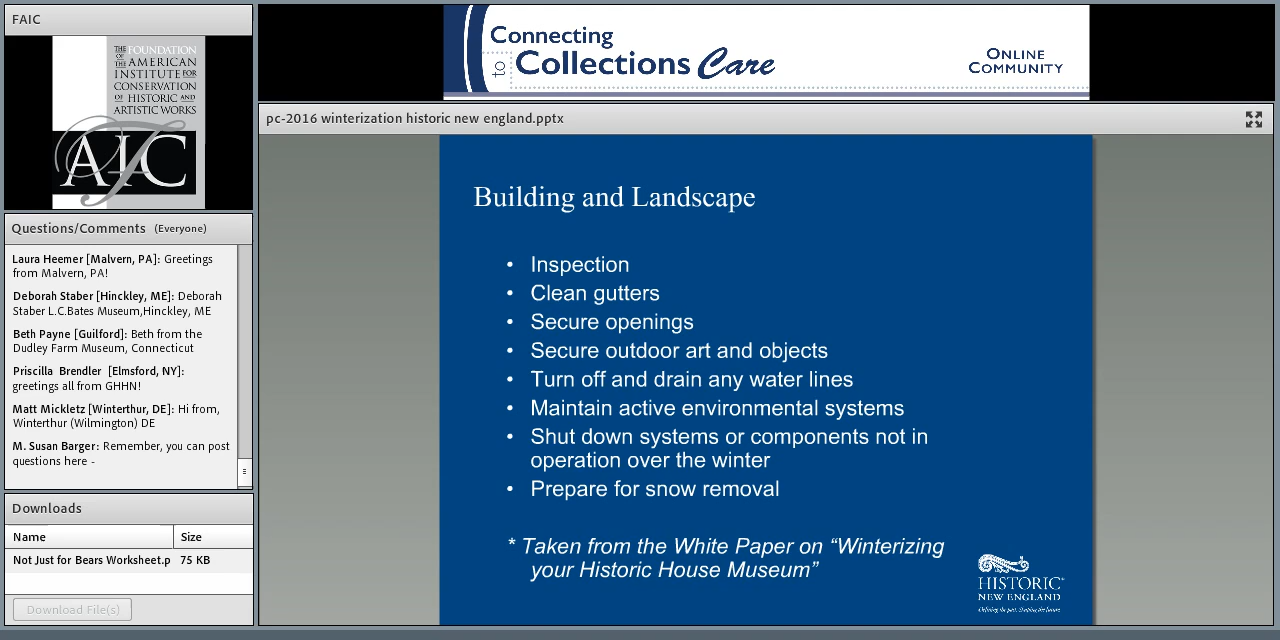 FAIC
THE FOUNDATION
OF THE AMERICAN
INSTITUTE FOR
CONSERVATION
OF HISTORIC AND
ARTISTIC WORKS
AIC
Connecting
to Collections Care
ONLINE
COMMUNITY
Questions/Comments (Everyone)
Laura Heemer [Malvern, PA]: Greetings
from Malvern, PA!
Deborah Staber [Hinckley, ME]: Deborah
Staber L.C.Bates Museum,Hinckley, ME
Beth Payne [Guilford]: Beth from the
Dudley Farm Museum, Connecticut
Priscilla Brendler [Elmsford, NY]:
greetings all from GHHN!
Matt Mickletz [Winterthur, DE]: Hi from,
Winterthur (Wilmington) DE
M. Susan Barger: Remember, you can post
questions here -
Downloads
Name Size
Not Just for Bears Worksheet.p 75 KB
Download File(s)
pc-2016 winterization historic new england.pptx
Building and Landscape
• Inspection
• Clean gutters
• Secure openings
• Secure outdoor art and objects
• Turn off and drain any water lines
• Maintain active environmental systems
• Shut down systems or components not in
operation over the winter
• Prepare for snow removal
* Taken from the White Paper on “Winterizing
your Historic House Museum”
HISTORIC
NEW ENGLAND
Defining the past. Shaping the future.